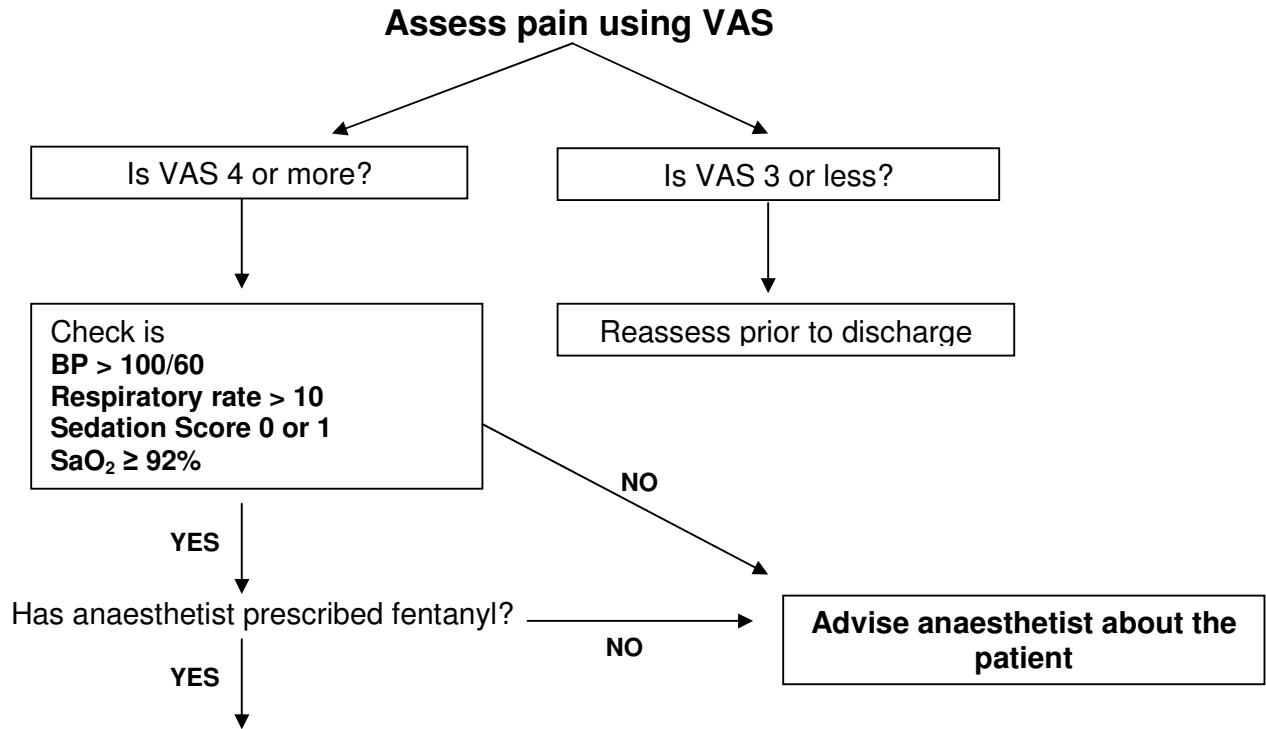 Assess pain using VAS
Is VAS 4 or more?
Is VAS 3 or less?
Check is
BP > 100/60
Respiratory rate > 10
Sedation Score 0 or 1
SaO₂ ≥ 92%
Reassess prior to discharge
NO
YES
Has anaesthetist prescribed fentanyl?
NO
Advise anaesthetist about the
patient
YES